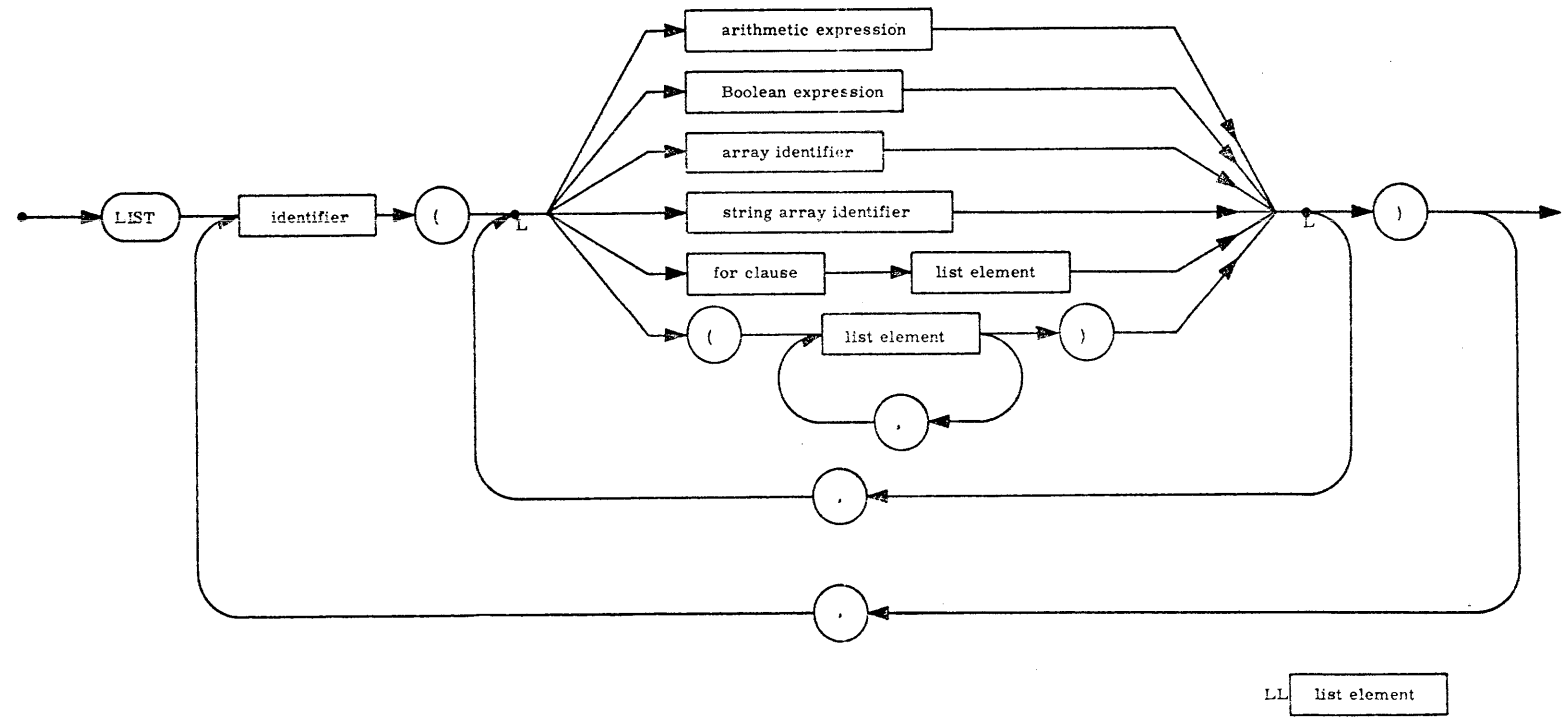 arithmetic expression
Boolean expression
array identifier
LIST
identifier
(
L
string array identifier
L
)
for clause
list element
(
list element
)
,
,
,
LL
list element